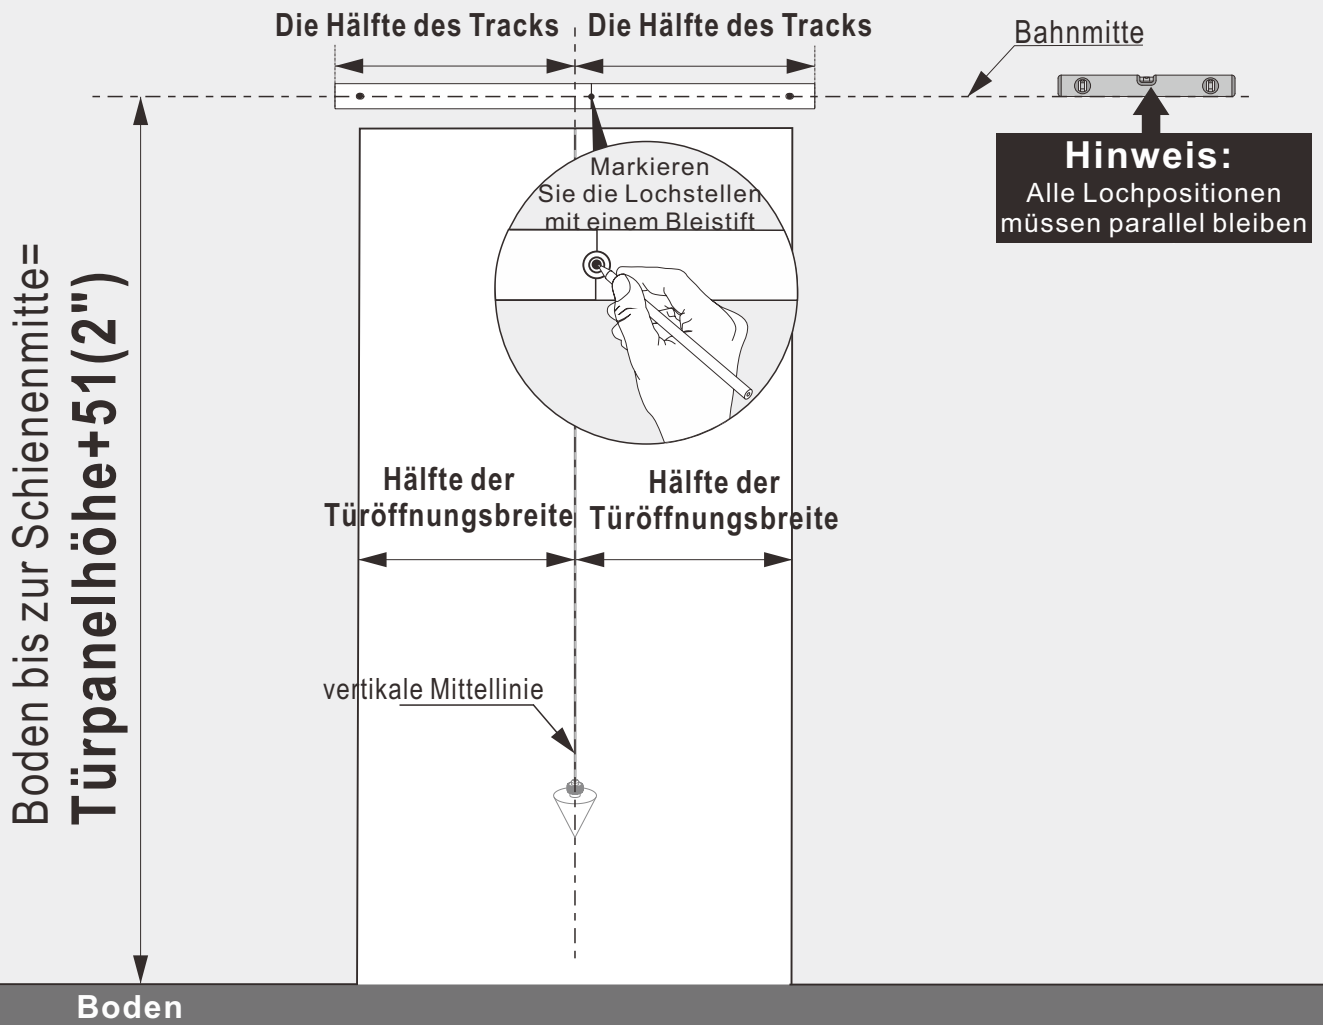 Die Hälfte des Tracks
Die Hälfte des Tracks
Bahnmitte
Hinweis:
Alle Lochpositionen
müssen parallel bleiben
Markieren
Sie die Lochstellen
mit einem Bleistift
Boden bis zur Schienenmitte=
Türpanelhöhe+51(2")
Hälfte der
Türöffnungsbreite
Hälfte der
Türöffnungsbreite
vertikale Mittellinie
Boden